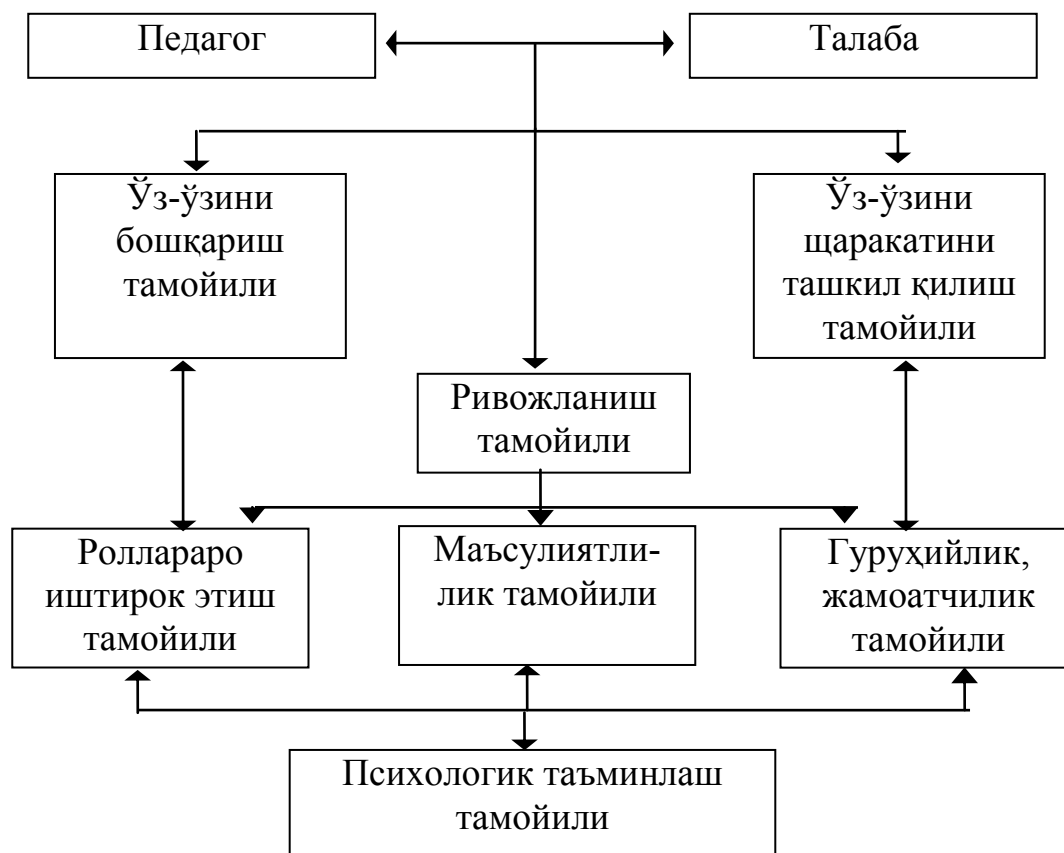 Педагог
Талаба
Ўз-ўзини
бошқариш
тамойили
Ўз-ўзини
щаракатини
ташкил қилиш
тамойили
Ривожланиш
тамойили
Роллараро
иштирок этиш
тамойили
Маъсулиятли-
лик тамойили
Гуруҳийлик,
жамоатчилик
тамойили
Психологик таъминлаш
тамойили